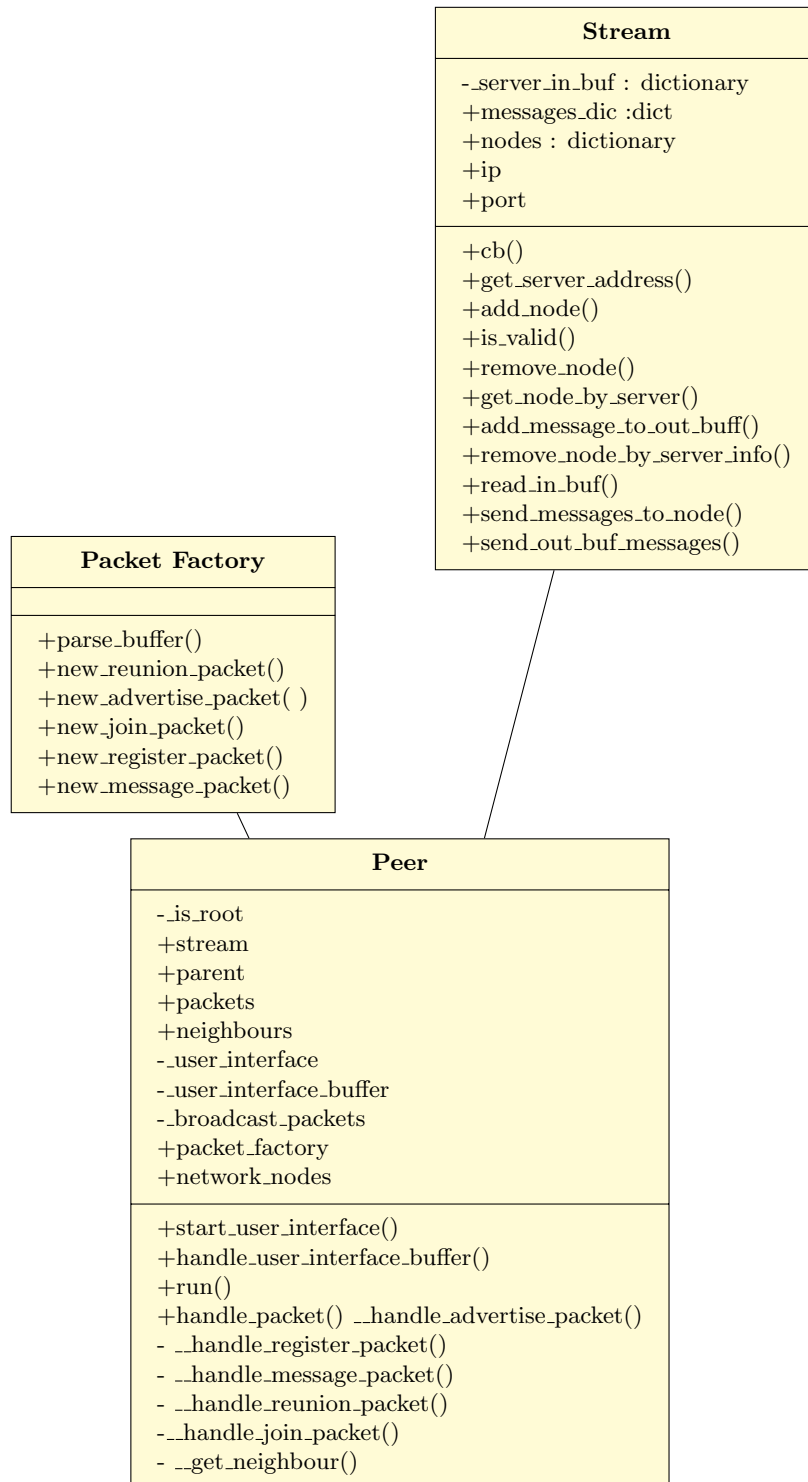 Stream
-_server_in_buf : dictionary
+messages_dic :dict
+nodes : dictionary
+ip
+port
+cb()
+get_server_address()
+add_node()
+is_valid()
+remove_node()
+get_node_by_server()
+add_message_to_out_buff()
+remove_node_by_server_info()
+read_in_buf()
+send_messages_to_node()
+send_out_buf_messages()
Packet Factory
+parse_buffer()
+new_reunion_packet()
+new_advertise_packet( )
+new_join_packet()
+new_register_packet()
+new_message_packet()
Peer
-_is_root
+stream
+parent
+packets
+neighbours
-_user_interface
-_user_interface_buffer
-_broadcast_packets
+packet_factory
+network_nodes
+start_user_interface()
+handle_user_interface_buffer()
+run()
+handle_packet() __handle_advertise_packet()
- __handle_register_packet()
- __handle_message_packet()
- __handle_reunion_packet()
-__handle_join_packet()
- __get_neighbour()